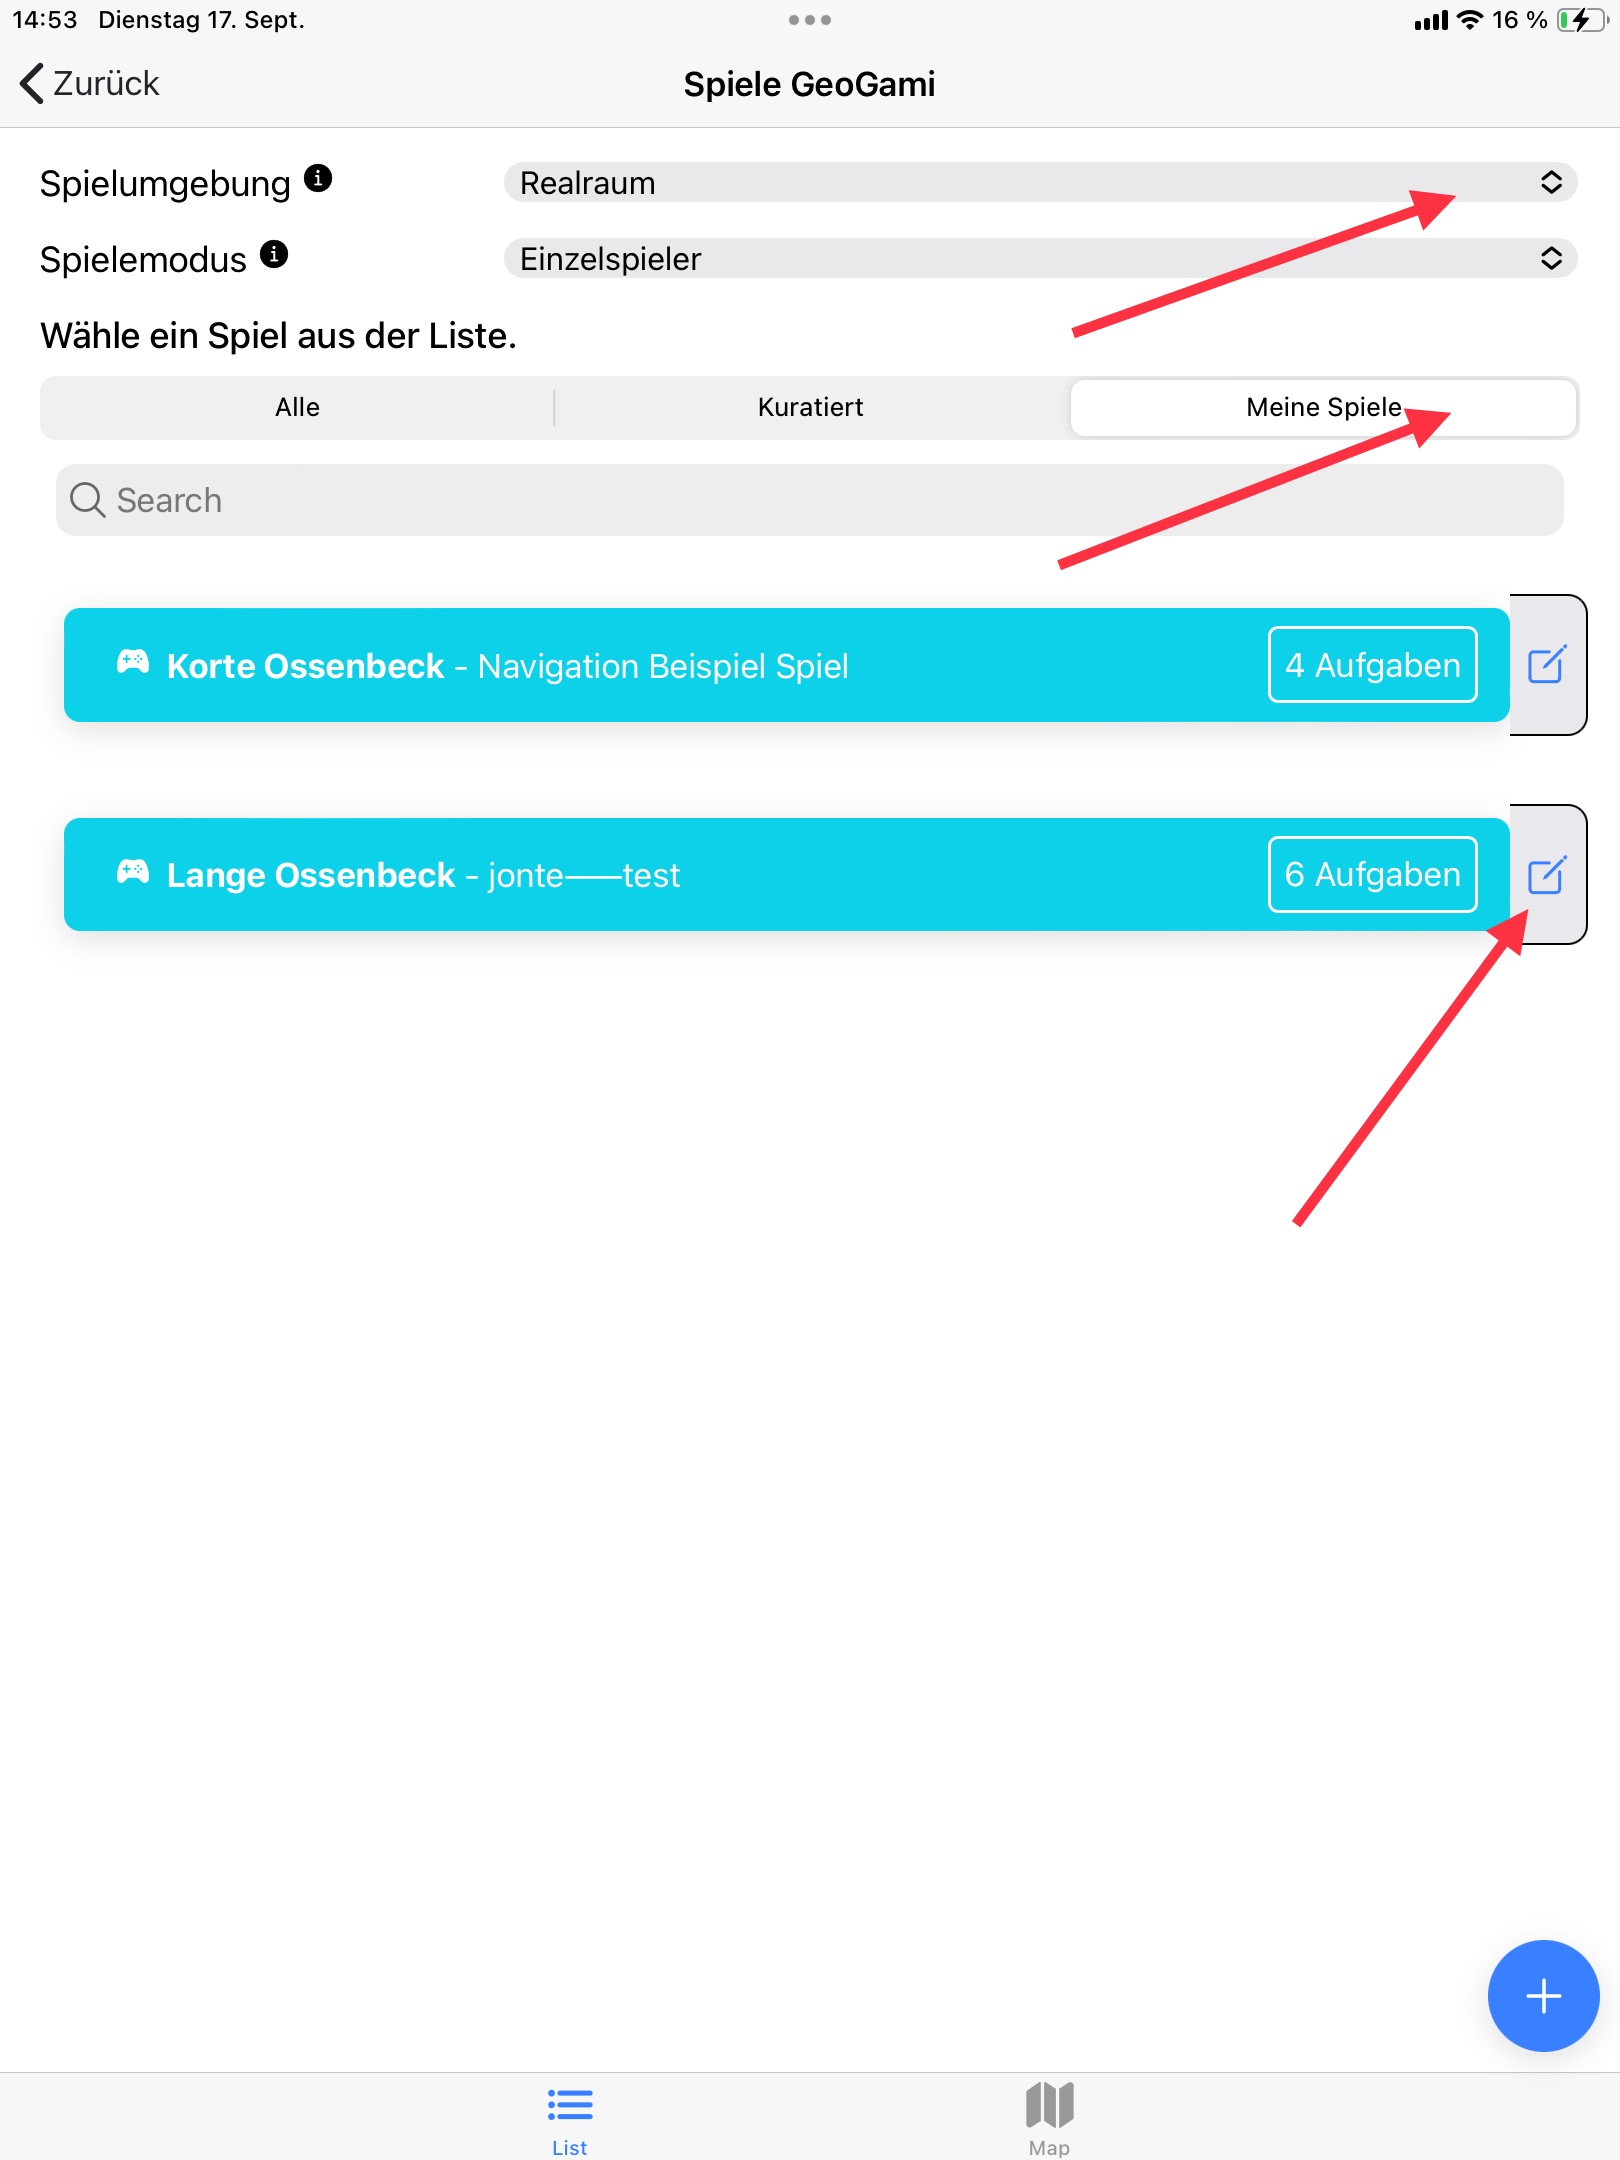 14:53 Dienstag 17. Sept.
16 %
Zurück
Spiele GeoGami
Spielumgebung
Realraum
Spielemodus
Einzelspieler
Wähle ein Spiel aus der Liste.
Alle
Kuratiert
Meine Spiele
Search
Korte Ossenbeck - Navigation Beispiel Spiel
4 Aufgaben
Lange Ossenbeck - jonte——test
6 Aufgaben
List
Map